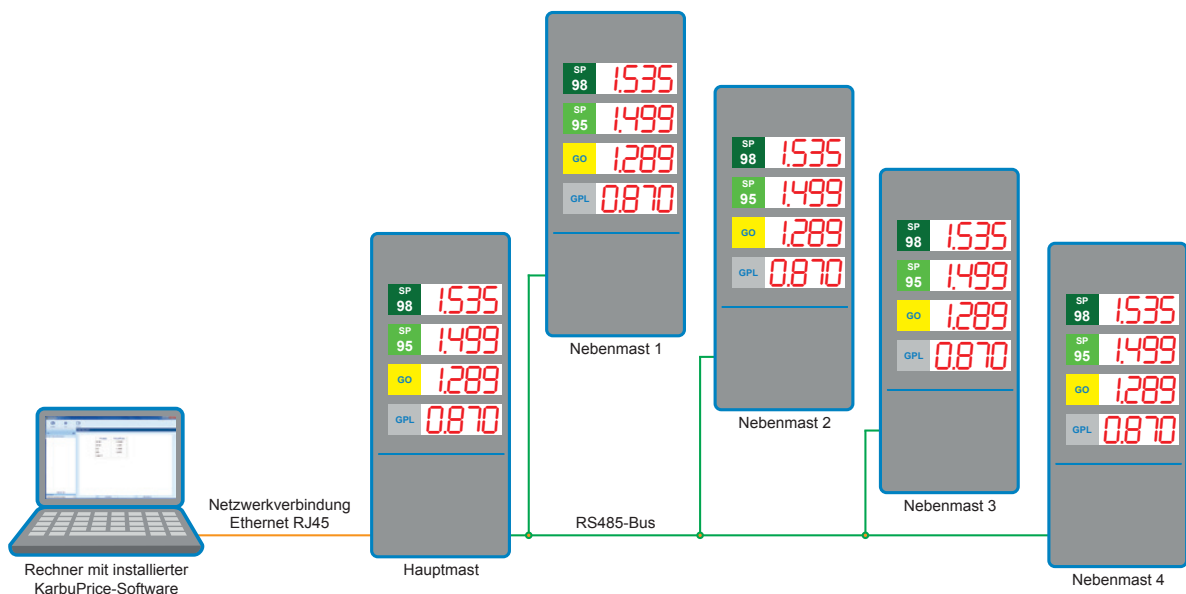 SP
98 1.535
SP
95 1.499
GO 1.289
GPL 0.870
Nebenmast 1
SP
98 1.535
SP
95 1.499
GO 1.289
GPL 0.870
Nebenmast 2
SP
98 1.535
SP
95 1.499
GO 1.289
GPL 0.870
Nebenmast 3
SP
98 1.535
SP
95 1.499
GO 1.289
GPL 0.870
Nebenmast 4
SP
98 1.535
SP
95 1.499
GO 1.289
GPL 0.870
Hauptmast
Netzwerkverbindung
Ethernet RJ45
RS485-Bus
Rechner mit installierter
KarbuPrice-Software